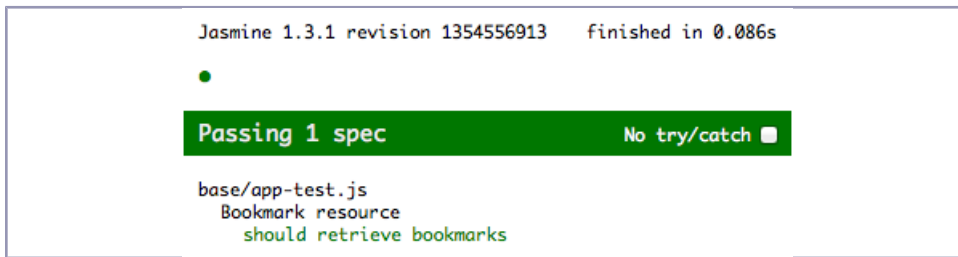 Jasmine 1.3.1 revision 1354556913 finished in 0.086s
Passing 1 spec No try/catch
base/app-test.js
Bookmark resource
should retrieve bookmarks